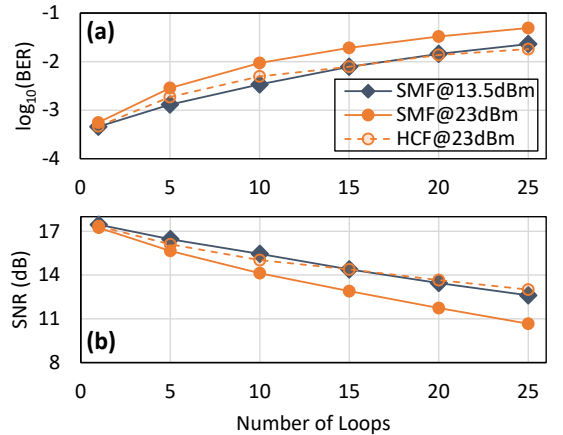 -1
(a)
-2
log10(BER)
SMF@13.5dBm
SMF@23dBm
HCF@23dBm
-3
-4
0 5 10 15 20 25
17
14
SNR (dB)
11
(b)
8
0 5 10 15 20 25
Number of Loops